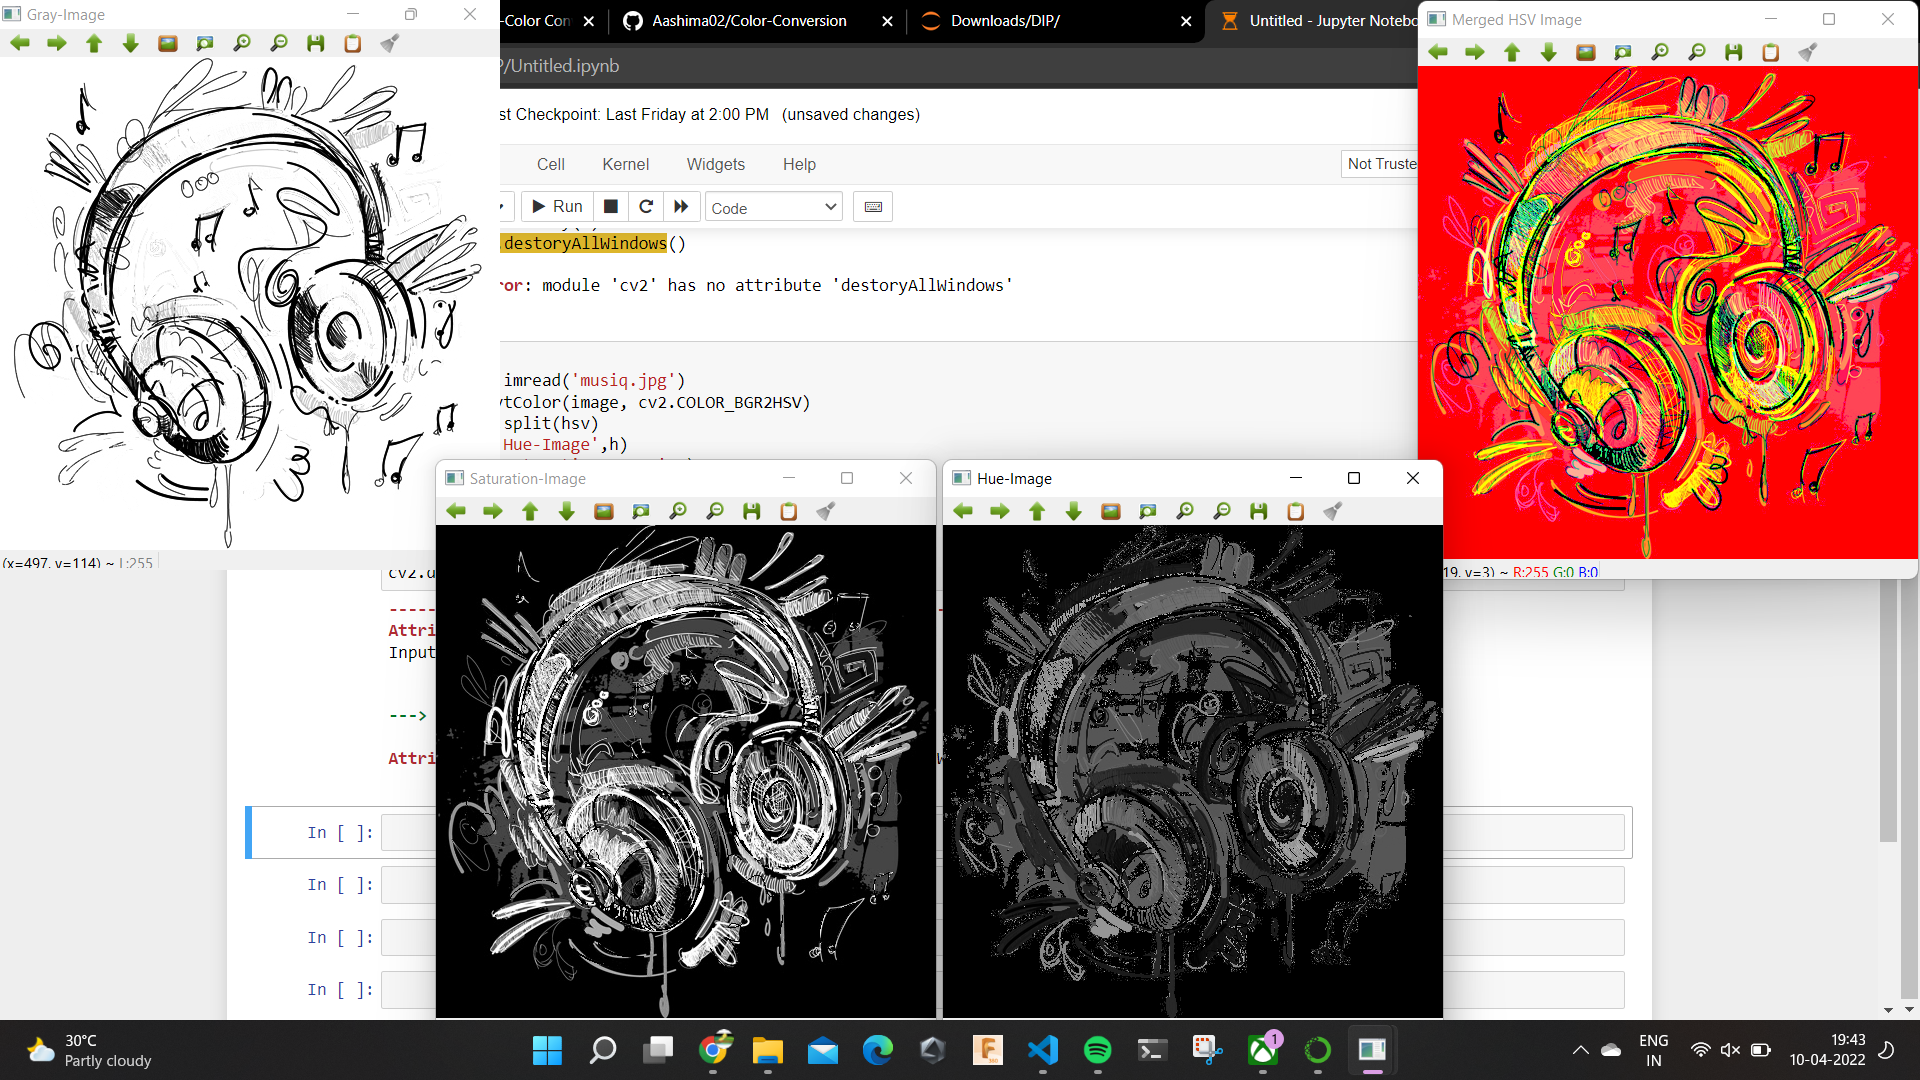 Gray-Image
-Color Con
Aashima02/Color-Conversion
Downloads/DIP/
Untitled - Jupyter Notebo
Merged HSV Image
/Untitled.ipynb
st Checkpoint: Last Friday at 2:00 PM (unsaved changes)
Cell Kernel Widgets Help
Not Truste
Run
Code
.destoryAllWindows()
ror: module 'cv2' has no attribute 'destoryAllWindows'
imread('musiq.jpg')
vtColor(image, cv2.COLOR_BGR2HSV)
split(hsv)
Hue-Image',h)
Saturation-Image
Hue-Image
(x=497, y=114) ~ L:255
19, y=3) ~ R:255 G:0 B:0
cv2.d
Attri
Input
--->
Attri
In [ ]:
In [ ]:
In [ ]:
In [ ]:
30°C
Partly cloudy
1
ENG
IN
19:43
10-04-2022